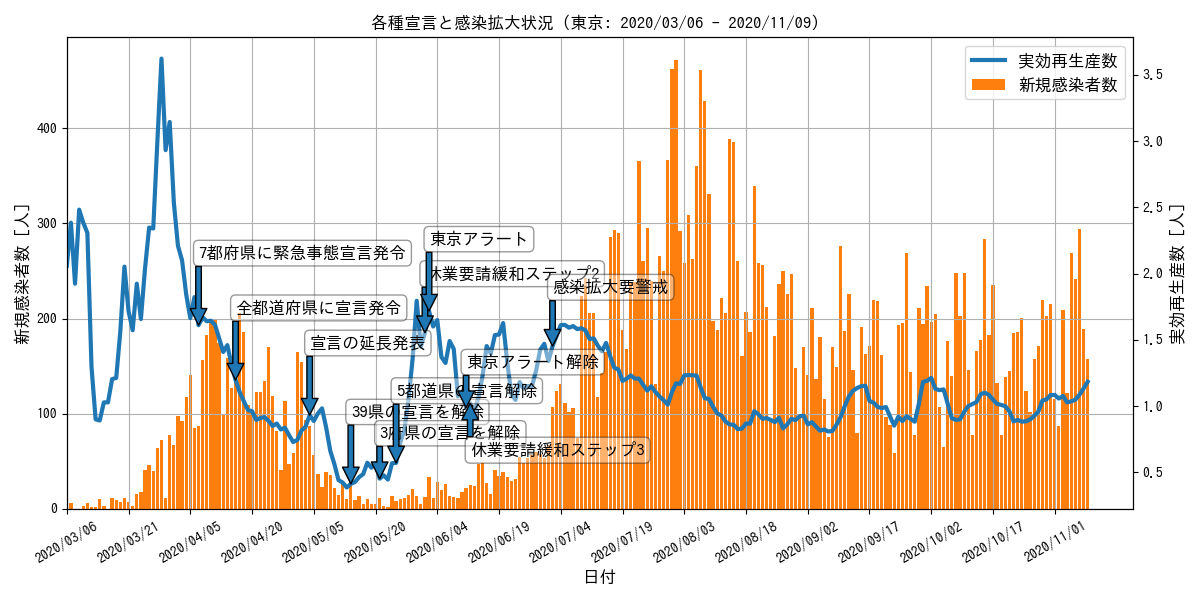 各種宣言と感染拡大状況 (東京: 2020/03/06 - 2020/11/09)
実効再生産数
新規感染者数
新規感染者数 [人]
400
300
200
100
0
7都府県に緊急事態宣言発令
全都道府県に宣言発令
宣言の延長発表
39県の宣言を解除
3府県の宣言を解除
5都道県の宣言解除
東京アラート
休業要請緩和ステップ2
感染拡大要警戒
東京アラート解除
休業要請緩和ステップ3
3.5
3.0
2.5
2.0
1.5
1.0
0.5
実効再生産数 [人]
2020/03/06
2020/03/21
2020/04/05
2020/04/20
2020/05/05
2020/05/20
2020/06/04
2020/06/19
2020/07/04
2020/07/19
2020/08/03
2020/08/18
2020/09/02
2020/09/17
2020/10/02
2020/10/17
2020/11/01
日付